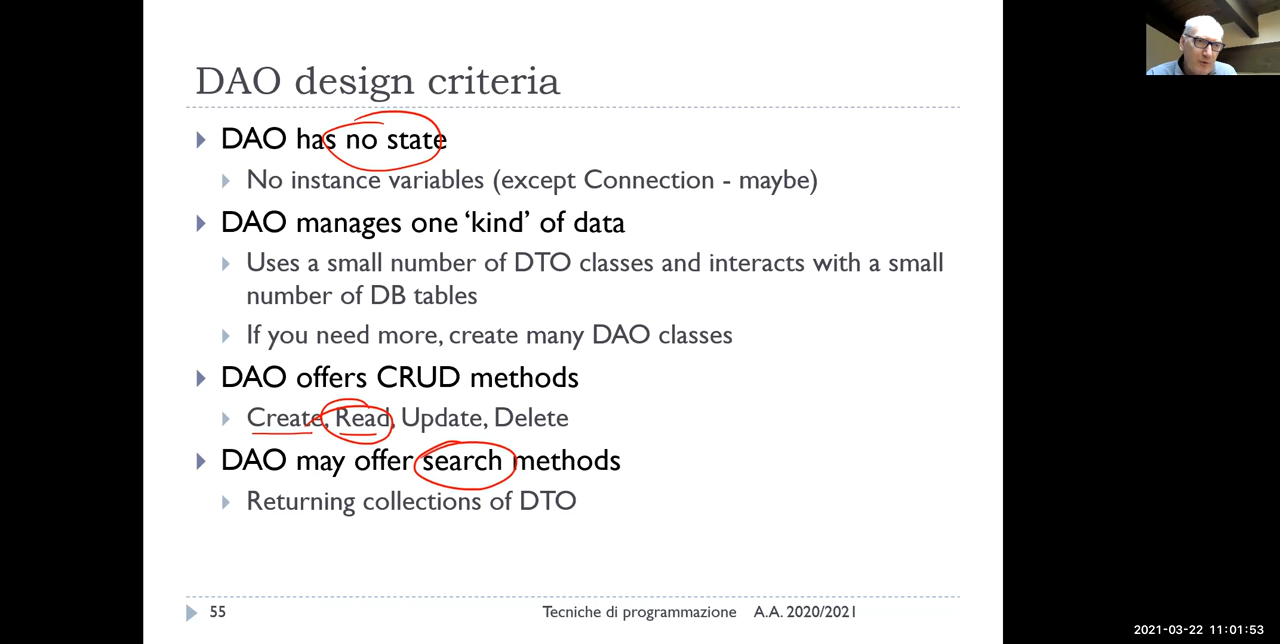 DAO design criteria
DAO has no state
No instance variables (except Connection - maybe)
DAO manages one ‘kind’ of data
Uses a small number of DTO classes and interacts with a small
number of DB tables
If you need more, create many DAO classes
DAO offers CRUD methods
Create, Read, Update, Delete
DAO may offer search methods
Returning collections of DTO
55
Tecniche di programmazione A.A. 2020/2021
2021-03-22 11:01:53